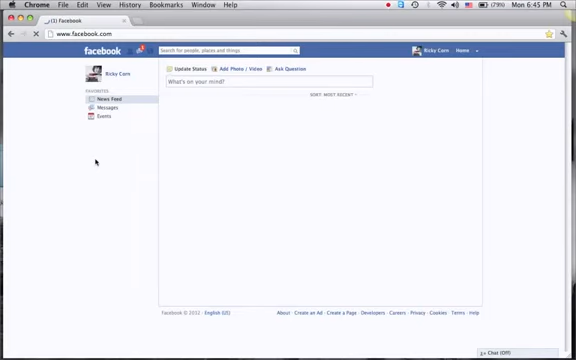 Chrome File Edit View History Bookmarks Window Help (79%) Mon 6:45 PM
(1) Facebook
www.facebook.com
facebook Search for people, places and things Ricky Corn Home
Ricky Corn
FAVORITES
News Feed
Messages
Events
Update Status Add Photo / Video Ask Question
What's on your mind?
SORT: MOST RECENT
Facebook © 2012 · English (US)
About · Create an Ad · Create a Page · Developers · Careers · Privacy · Cookies · Terms · Help
Chat (Off)